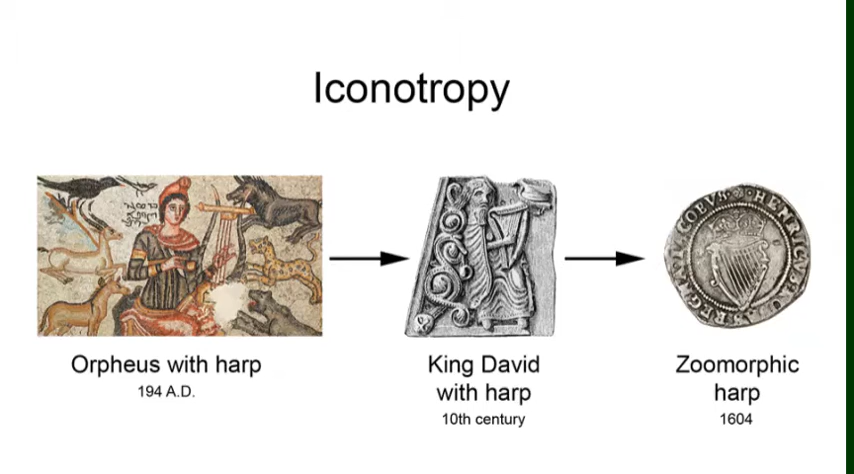 Iconotropy
Orpheus with harp
194 A.D.
King David
with harp
10th century
Zoomorphic
harp
1604